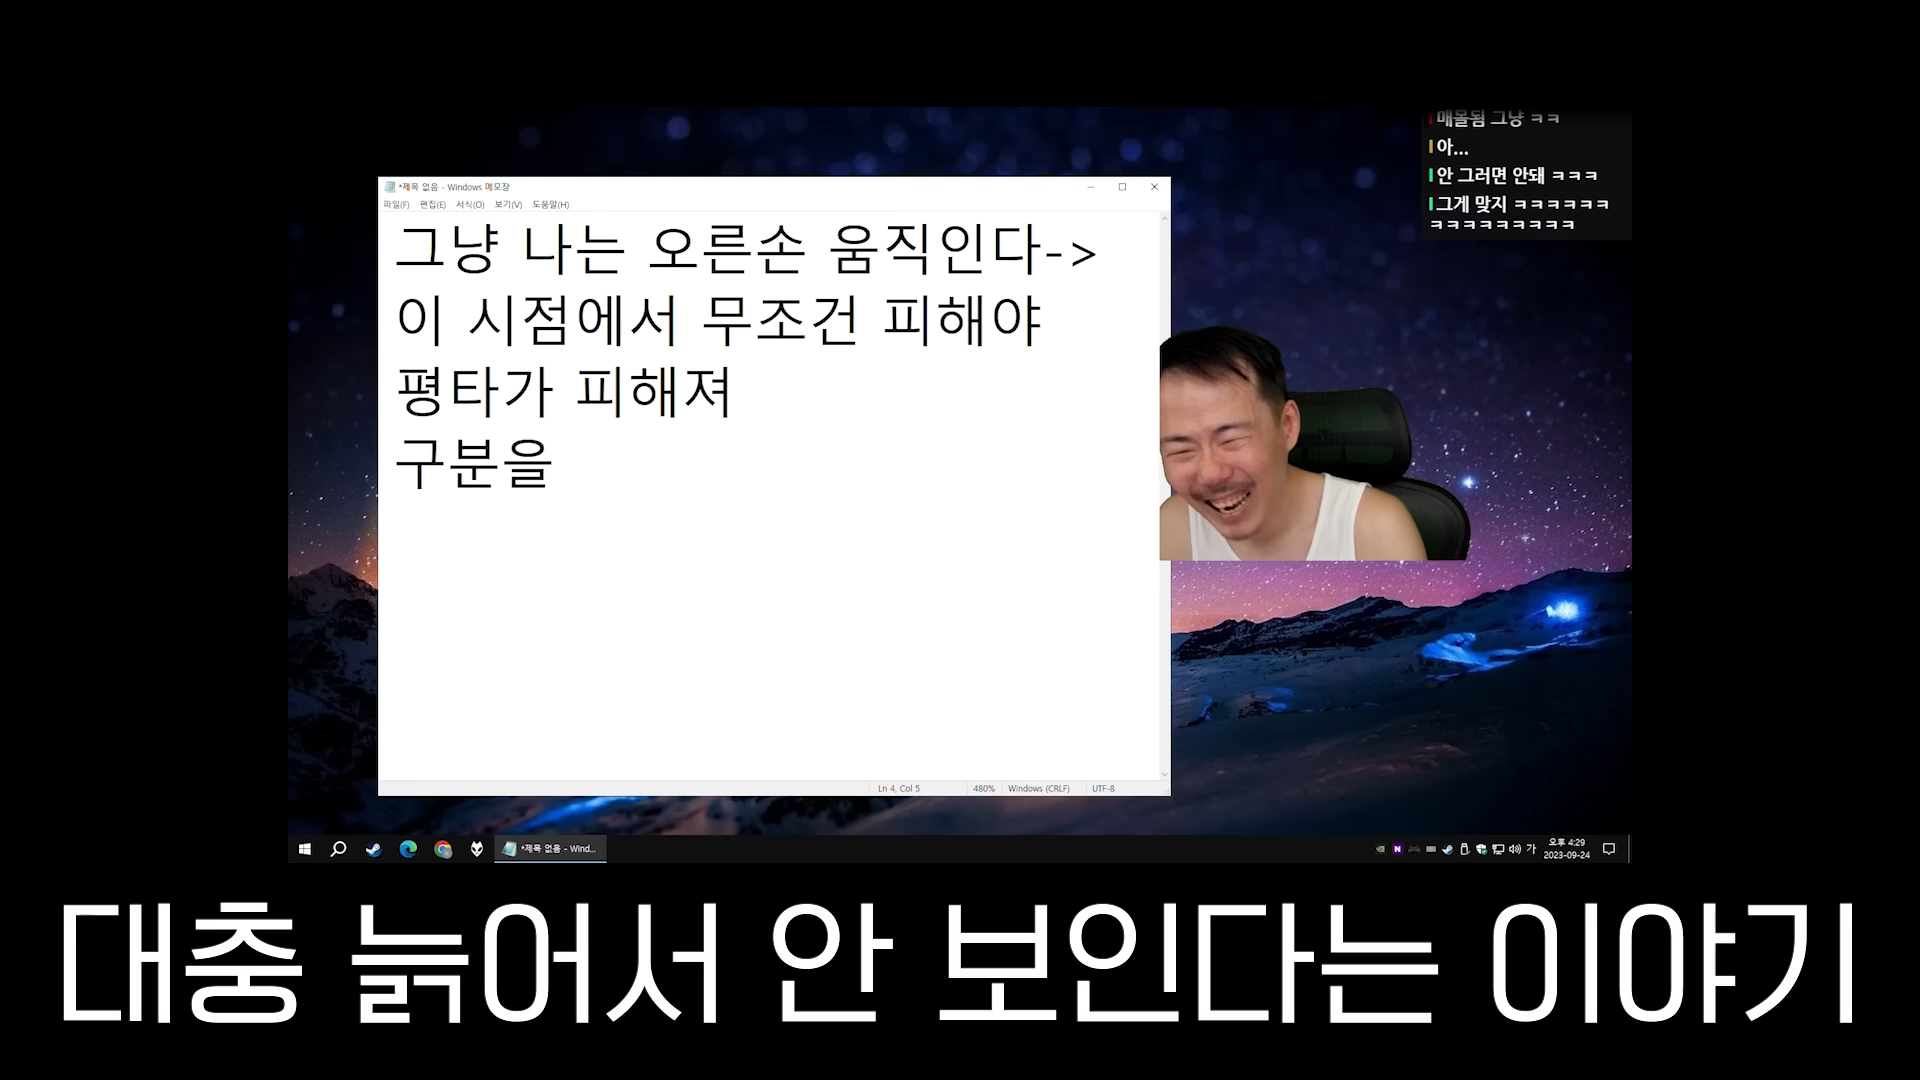 매몰됨 그냥 ㅋㅋ
아...
안 그러면 안돼 ㅋㅋㅋ
그게 맞지 ㅋㅋㅋㅋㅋㅋ
ㅋㅋㅋㅋㅋㅋㅋㅋㅋ
*제목 없음 - Windows 메모장
파일(F) 편집(E) 서식(O) 보기(V) 도움말(H)
그냥 나는 오른손 움직인다->
이 시점에서 무조건 피해야
평타가 피해져
구분을
Ln 4, Col 5 480% Windows (CRLF) UTF-8
*제목 없음 - Wind...
N
가
오후 4:29
2023-09-24
대충 늙어서 안 보인다는 이야기